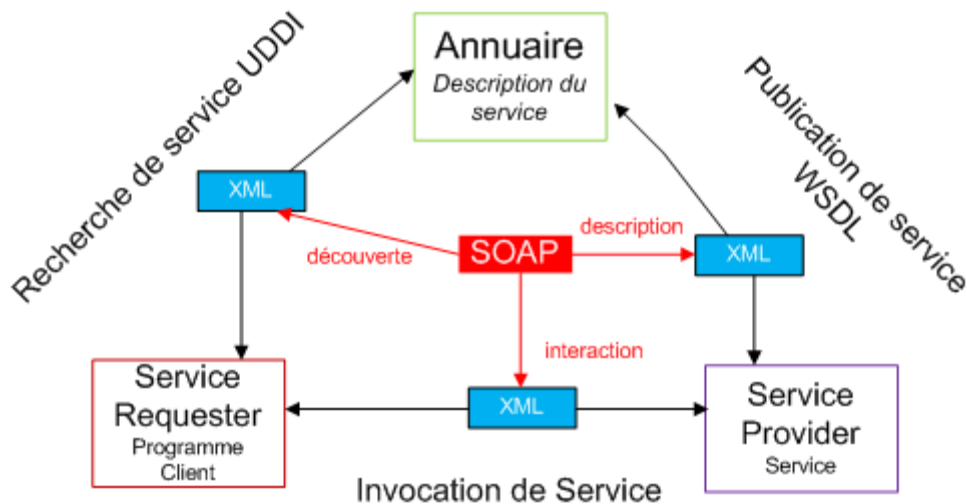 Annuaire
Description du
service
Recherche de service UDDI
Publication de service
WSDL
XML
description
SOAP
XML
découverte
interaction
Service
Requester
Programme
Client
XML
Service
Provider
Service
Invocation de Service